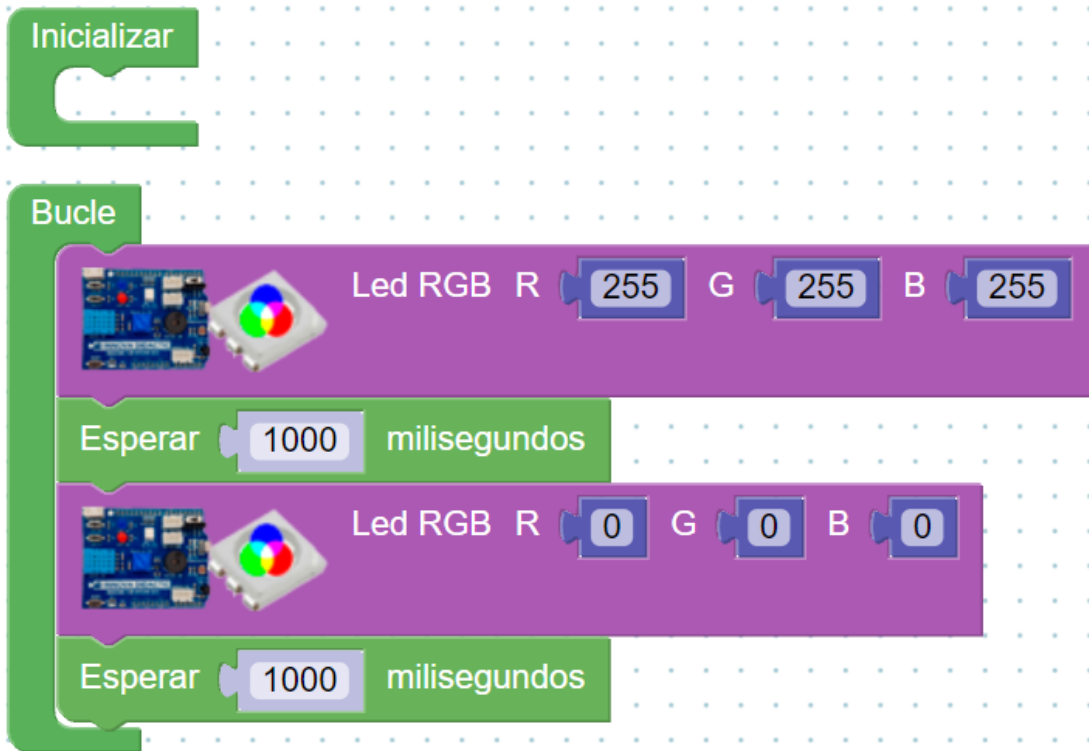 Inicializar
Bucle
Led RGB R 255 G 255 B 255
Esperar 1000 milisegundos
Led RGB R 0 G 0 B 0
Esperar 1000 milisegundos